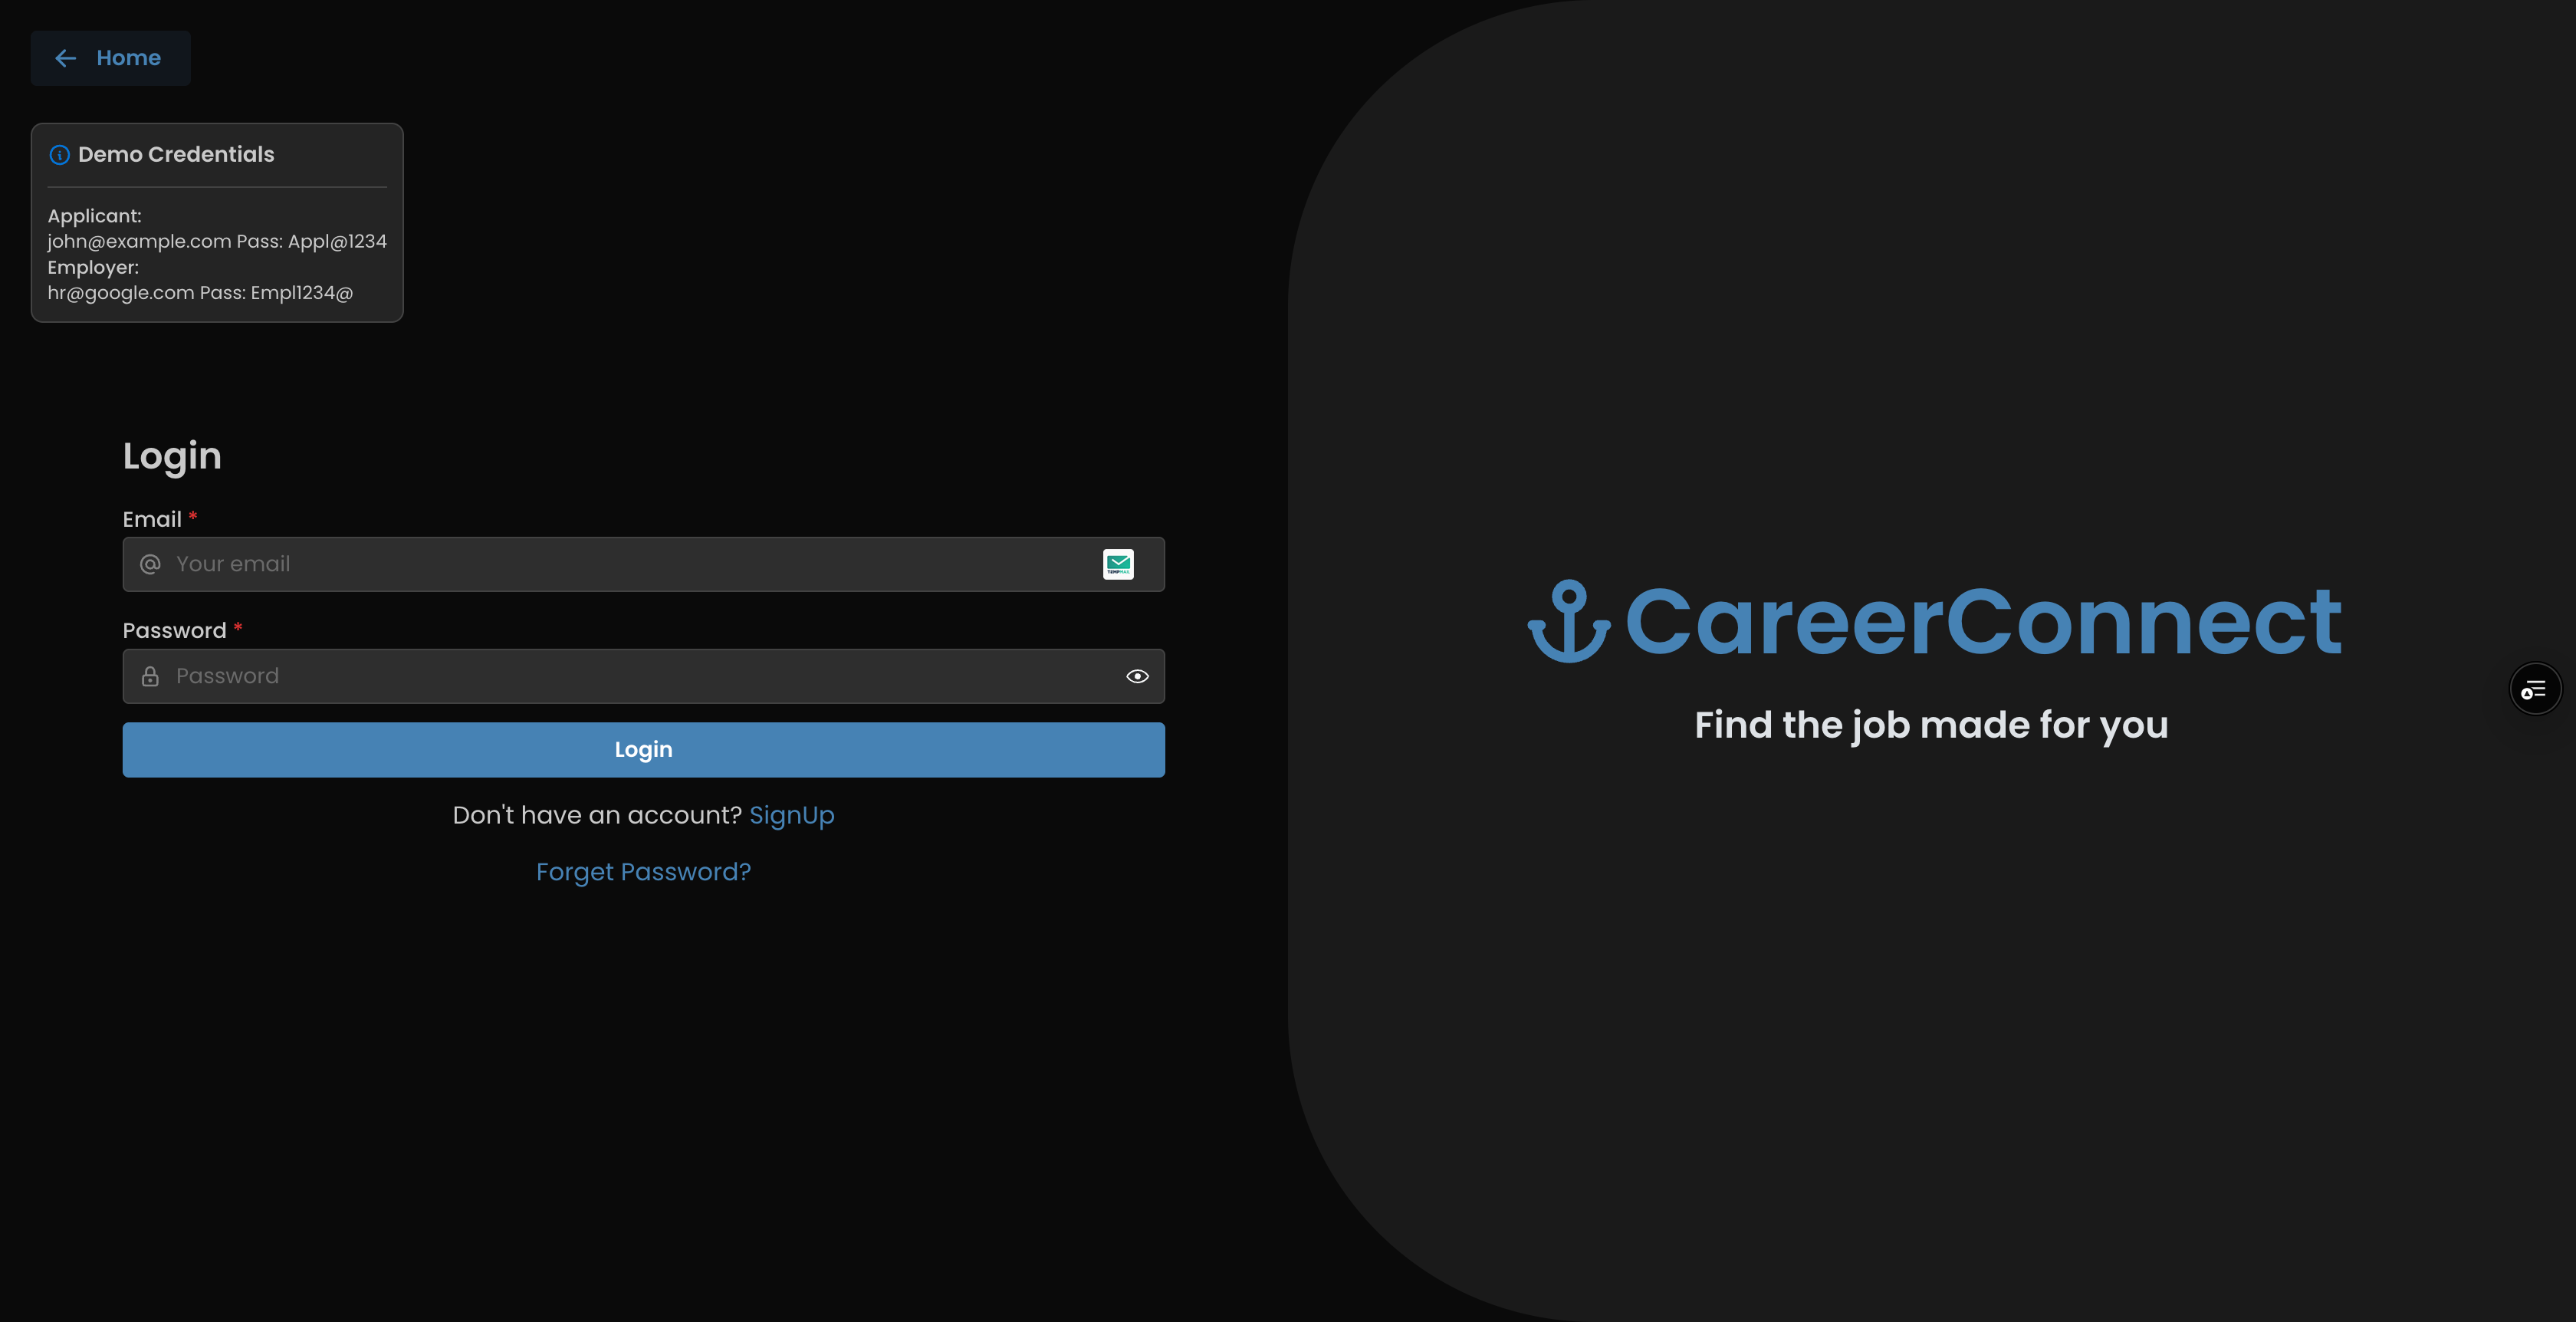 Home
Demo Credentials
Applicant:
john@example.com Pass: Appl@1234
Employer:
hr@google.com Pass: Empl1234@
Login
Email *
Your email
Password *
Password
Login
Don't have an account? SignUp
Forget Password?
CareerConnect
Find the job made for you